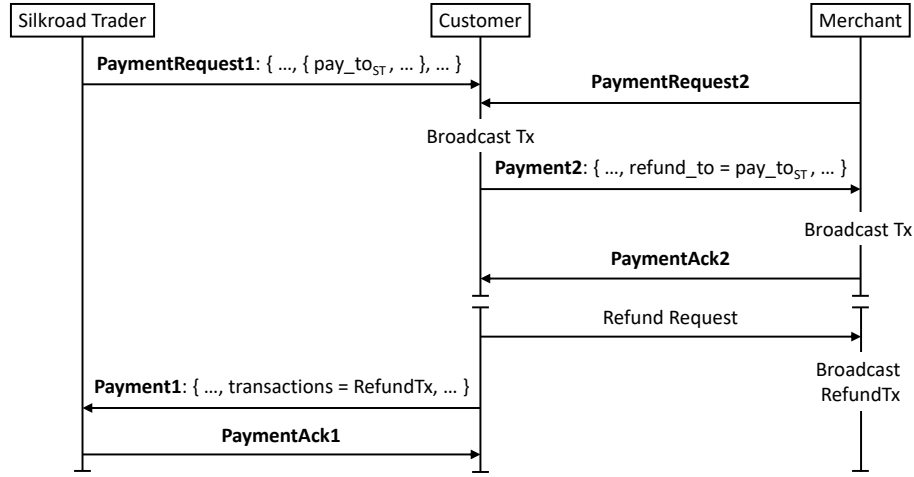 Silkroad Trader
Customer
Merchant
PaymentRequest1: { ..., { pay_toST , ... }, ... }
PaymentRequest2
Broadcast Tx
Payment2: { ..., refund_to = pay_toST , ... }
Broadcast Tx
PaymentAck2
Refund Request
Broadcast
RefundTx
Payment1: { ..., transactions = RefundTx, ... }
PaymentAck1